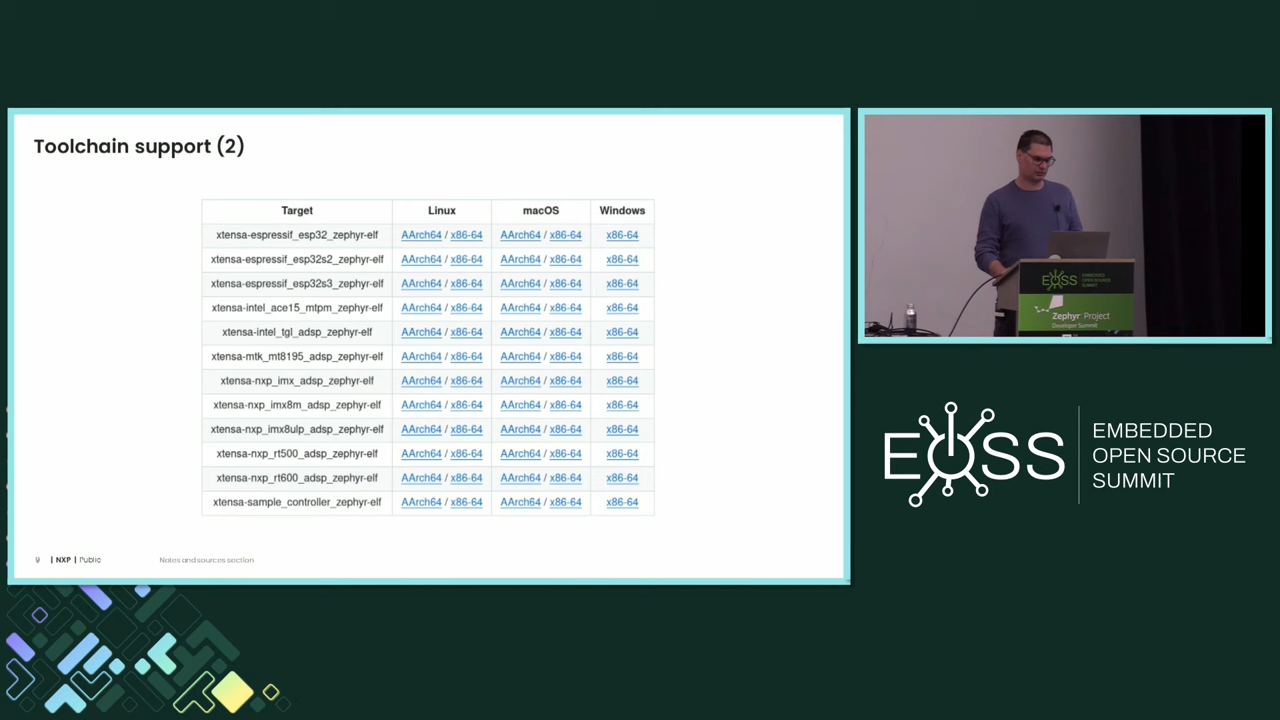 Toolchain support (2)
Target Linux macOS Windows
xtensa-espressif_esp32_zephyr-elf AArch64 / x86-64 AArch64 / x86-64 x86-64
xtensa-espressif_esp32s2_zephyr-elf AArch64 / x86-64 AArch64 / x86-64 x86-64
xtensa-espressif_esp32s3_zephyr-elf AArch64 / x86-64 AArch64 / x86-64 x86-64
xtensa-intel_ace15_mtpm_zephyr-elf AArch64 / x86-64 AArch64 / x86-64 x86-64
xtensa-intel_tgl_adsp_zephyr-elf AArch64 / x86-64 AArch64 / x86-64 x86-64
xtensa-mtk_mt8195_adsp_zephyr-elf AArch64 / x86-64 AArch64 / x86-64 x86-64
xtensa-nxp_imx_adsp_zephyr-elf AArch64 / x86-64 AArch64 / x86-64 x86-64
xtensa-nxp_imx8m_adsp_zephyr-elf AArch64 / x86-64 AArch64 / x86-64 x86-64
xtensa-nxp_imx8ulp_adsp_zephyr-elf AArch64 / x86-64 AArch64 / x86-64 x86-64
xtensa-nxp_rt500_adsp_zephyr-elf AArch64 / x86-64 AArch64 / x86-64 x86-64
xtensa-nxp_rt600_adsp_zephyr-elf AArch64 / x86-64 AArch64 / x86-64 x86-64
xtensa-sample_controller_zephyr-elf AArch64 / x86-64 AArch64 / x86-64 x86-64
9 | NXP | Public Notes and sources section
EOSS
EMBEDDED
OPEN SOURCE
SUMMIT
Zephyr Project
Developer Summit
EOSS
EMBEDDED
OPEN SOURCE
SUMMIT